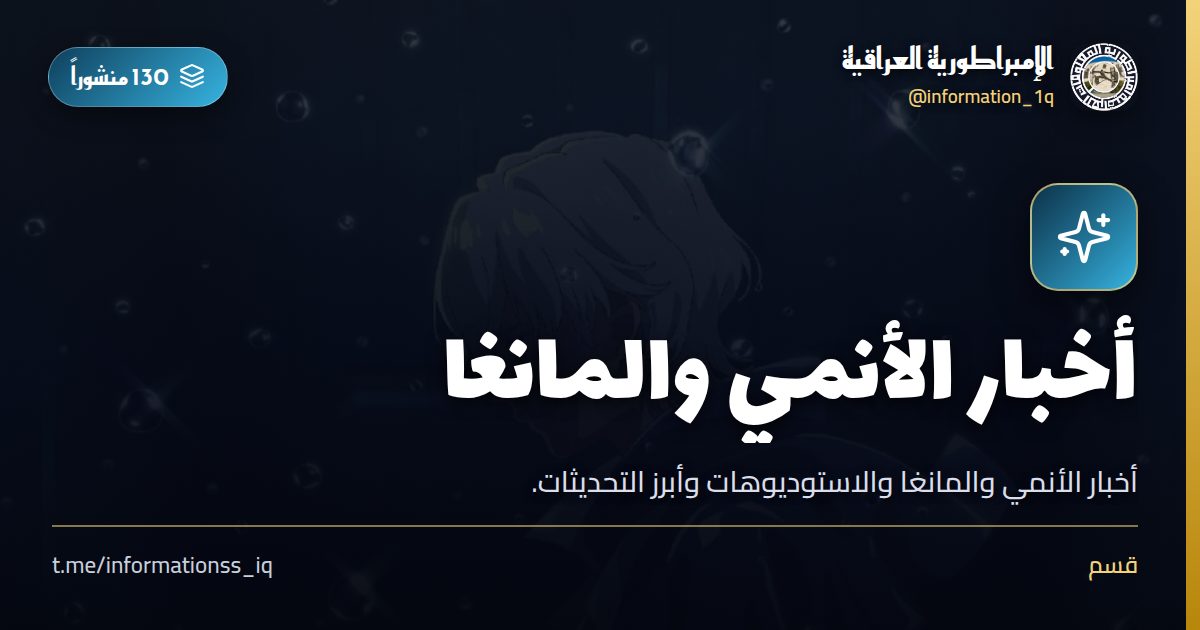 الإمبراطورية العراقية
@information_1q
130 منشوراً
أخبار الأنمي والمانغا
أخبار الأنمي والمانغا والاستوديوهات وأبرز التحديثات.
قسم
t.me/informationss_iq